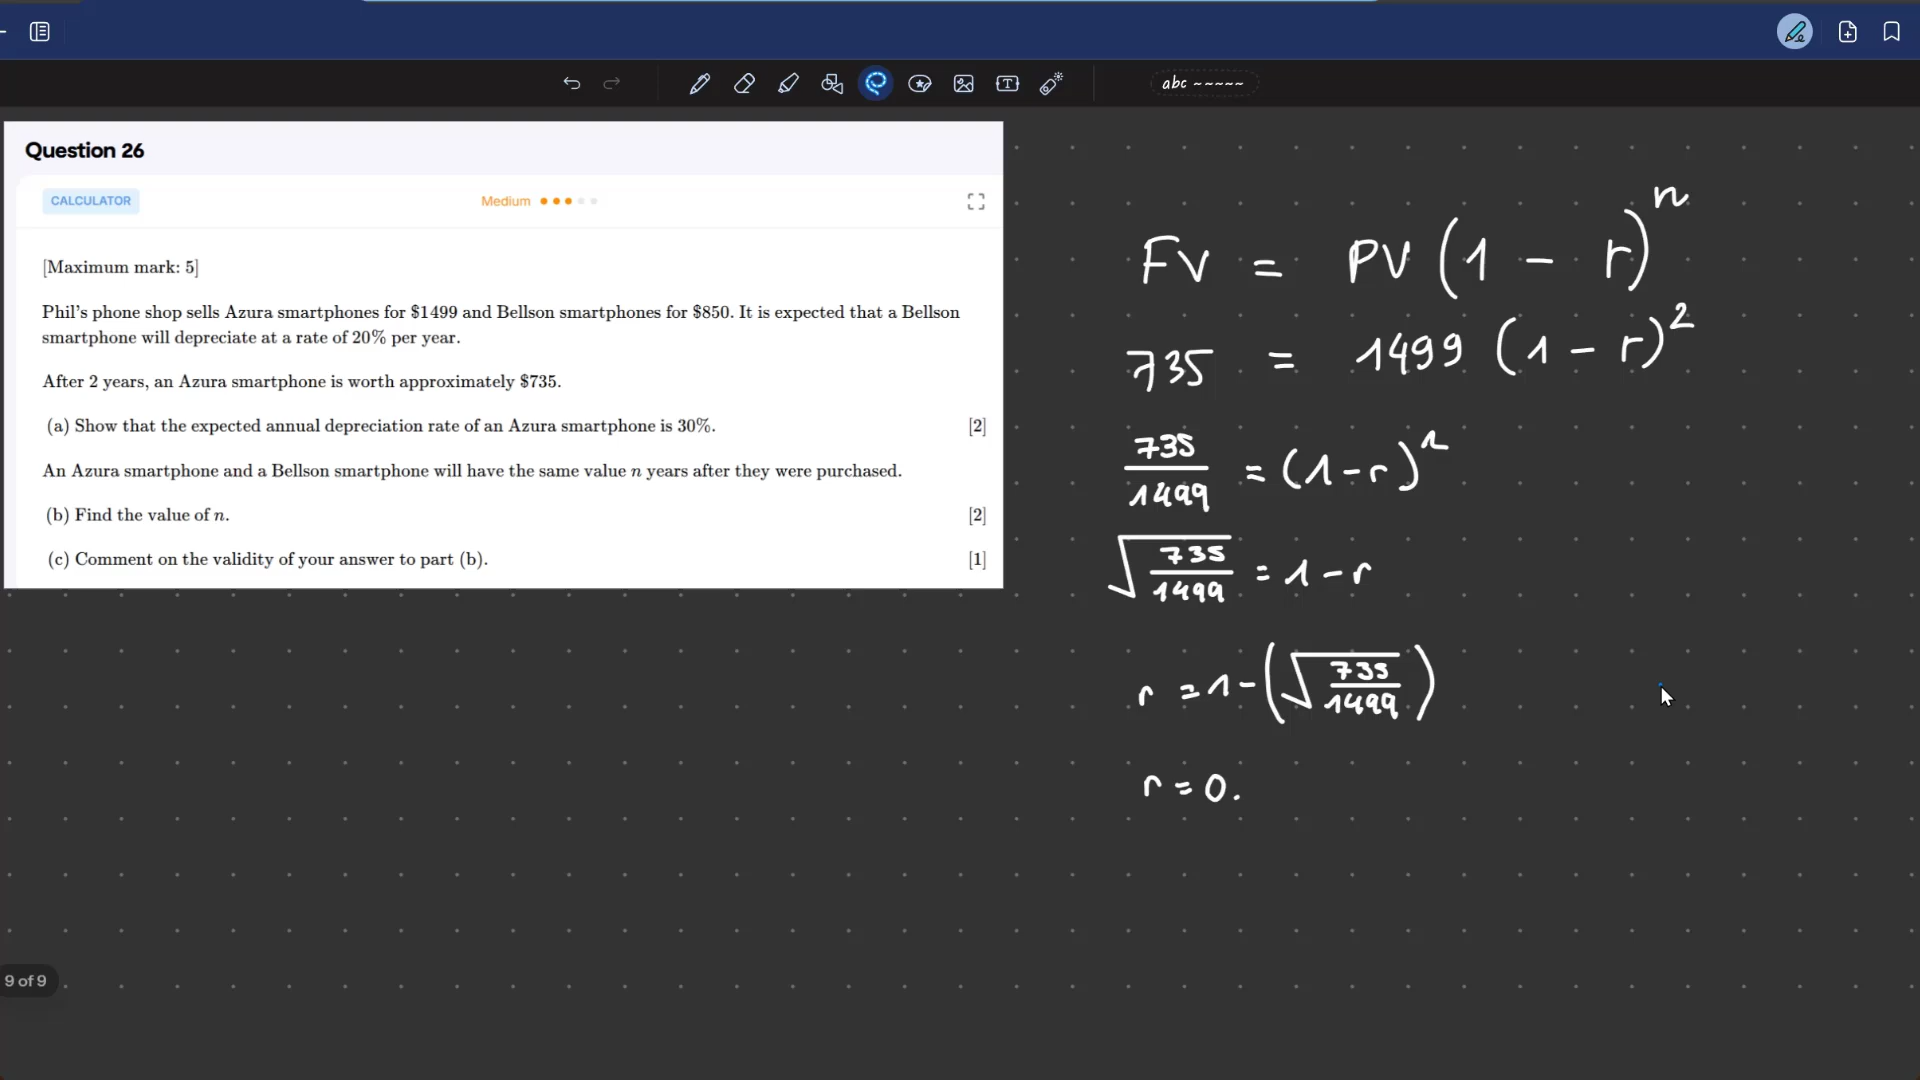 abc ~~~~~
Question 26
CALCULATOR
Medium
[Maximum mark: 5]
Phil's phone shop sells Azura smartphones for $1499 and Bellson smartphones for $850. It is expected that a Bellson
smartphone will depreciate at a rate of 20% per year.
After 2 years, an Azura smartphone is worth approximately $735.
(a) Show that the expected annual depreciation rate of an Azura smartphone is 30%. [2]
An Azura smartphone and a Bellson smartphone will have the same value n years after they were purchased.
(b) Find the value of n. [2]
(c) Comment on the validity of your answer to part (b). [1]
FV = PV (1 - r)^n
735 = 1499 (1 - r)^2
735/1499 = (1 - r)^2
√(735/1499) = 1 - r
r = 1 - (√(735/1499))
r = 0.
9 of 9